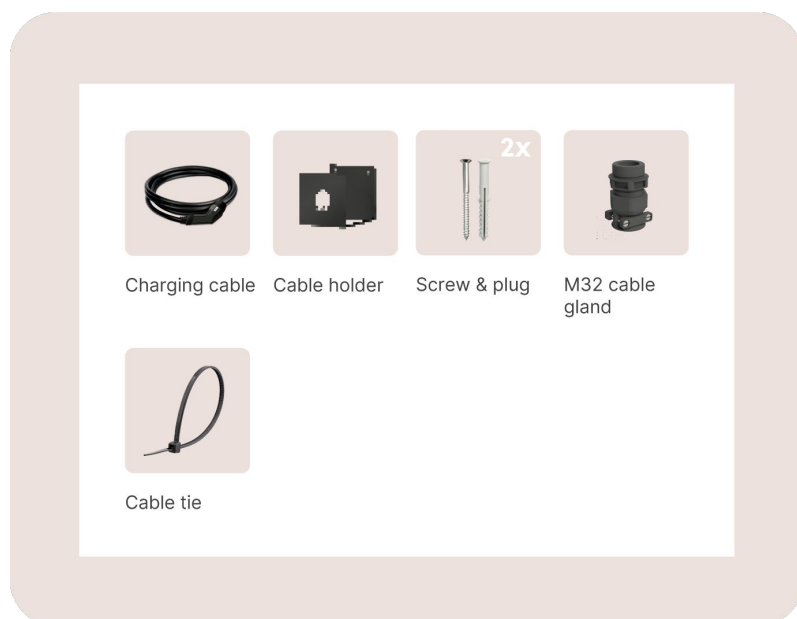 2x
Charging cable
Cable holder
Screw & plug
M32 cable
gland
Cable tie